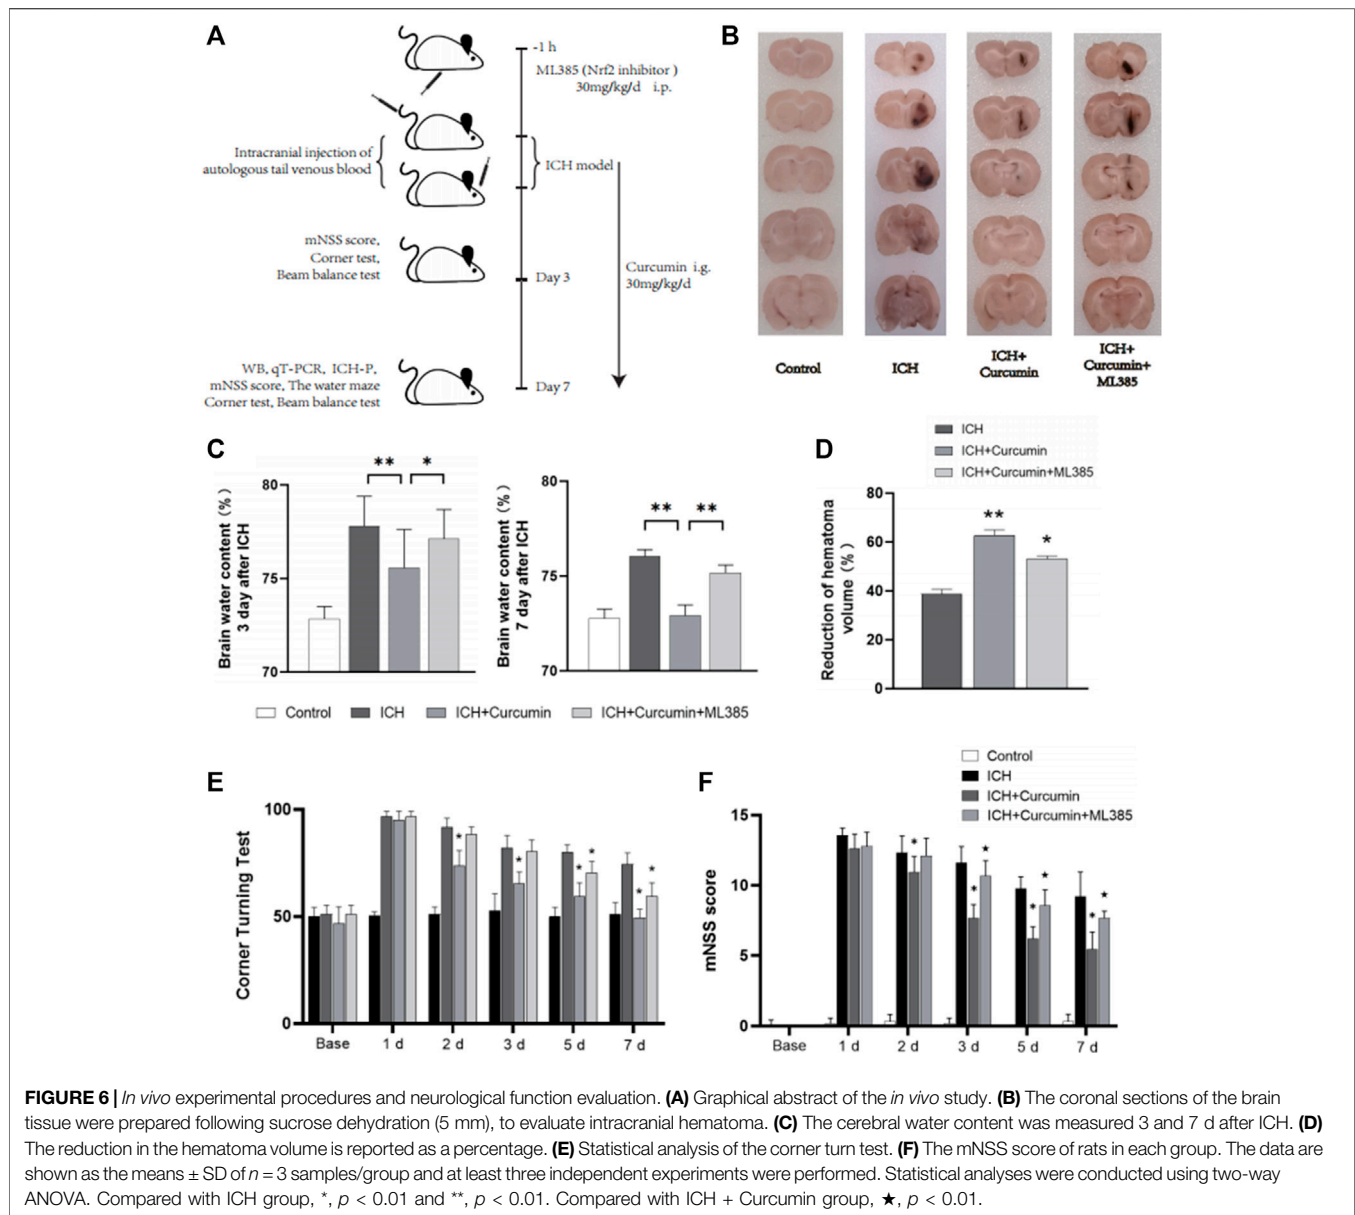 A
-1 h
ML385 (Nrf2 inhibitor )
30mg/kg/d i.p.
Intracranial injection of
autologous tail venous blood
ICH model
mNSS score,
Corner test,
Beam balance test
Day 3
Curcumin i.g.
30mg/kg/d
WB, qT-PCR, ICH-P,
mNSS score, The water maze
Corner test, Beam balance test
Day 7
B
Control
ICH
ICH+
Curcumin
ICH+
Curcumin+
ML385
C
Brain water content (%)
3 day after ICH
80
75
70
**
*
Brain water content (%)
7 day after ICH
80
75
70
**
**
Control
ICH
ICH+Curcumin
ICH+Curcumin+ML385
D
ICH
ICH+Curcumin
ICH+Curcumin+ML385
Reduction of hematoma
volume (%)
80
60
40
20
0
**
*
E
Corner Turning Test
100
50
0
*
*
*
★
*
★
Base
1 d
2 d
3 d
5 d
7 d
F
Control
ICH
ICH+Curcumin
ICH+Curcumin+ML385
mNSS score
15
10
5
0
*
*
★
*
★
*
★
Base
1 d
2 d
3 d
5 d
7 d
FIGURE 6 | In vivo experimental procedures and neurological function evaluation. (A) Graphical abstract of the in vivo study. (B) The coronal sections of the brain
tissue were prepared following sucrose dehydration (5 mm), to evaluate intracranial hematoma. (C) The cerebral water content was measured 3 and 7 d after ICH. (D)
The reduction in the hematoma volume is reported as a percentage. (E) Statistical analysis of the corner turn test. (F) The mNSS score of rats in each group. The data are
shown as the means ± SD of n = 3 samples/group and at least three independent experiments were performed. Statistical analyses were conducted using two-way
ANOVA. Compared with ICH group, *, p < 0.01 and **, p < 0.01. Compared with ICH + Curcumin group, ★, p < 0.01.